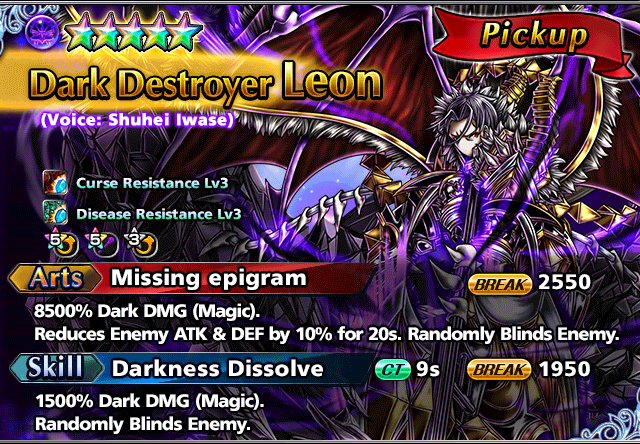 Pickup
Dark Destroyer Leon
(Voice: Shuhei Iwase)
Curse Resistance Lv3
Disease Resistance Lv3
5 5 3
Arts Missing epigram BREAK 2550
8500% Dark DMG (Magic).
Reduces Enemy ATK & DEF by 10% for 20s. Randomly Blinds Enemy.
Skill Darkness Dissolve CT 9s BREAK 1950
1500% Dark DMG (Magic).
Randomly Blinds Enemy.